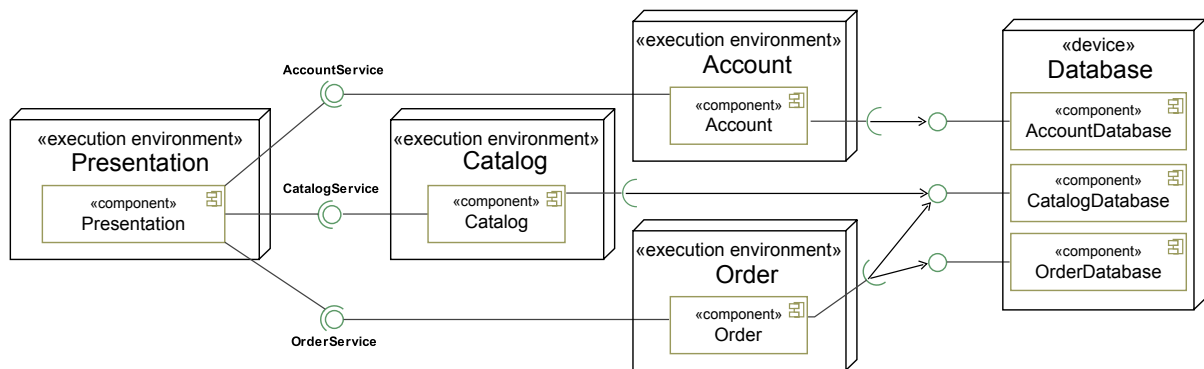 «execution environment»
Presentation
«component»
Presentation
AccountService
CatalogService
OrderService
«execution environment»
Catalog
«component»
Catalog
«execution environment»
Account
«component»
Account
«execution environment»
Order
«component»
Order
«device»
Database
«component»
AccountDatabase
«component»
CatalogDatabase
«component»
OrderDatabase